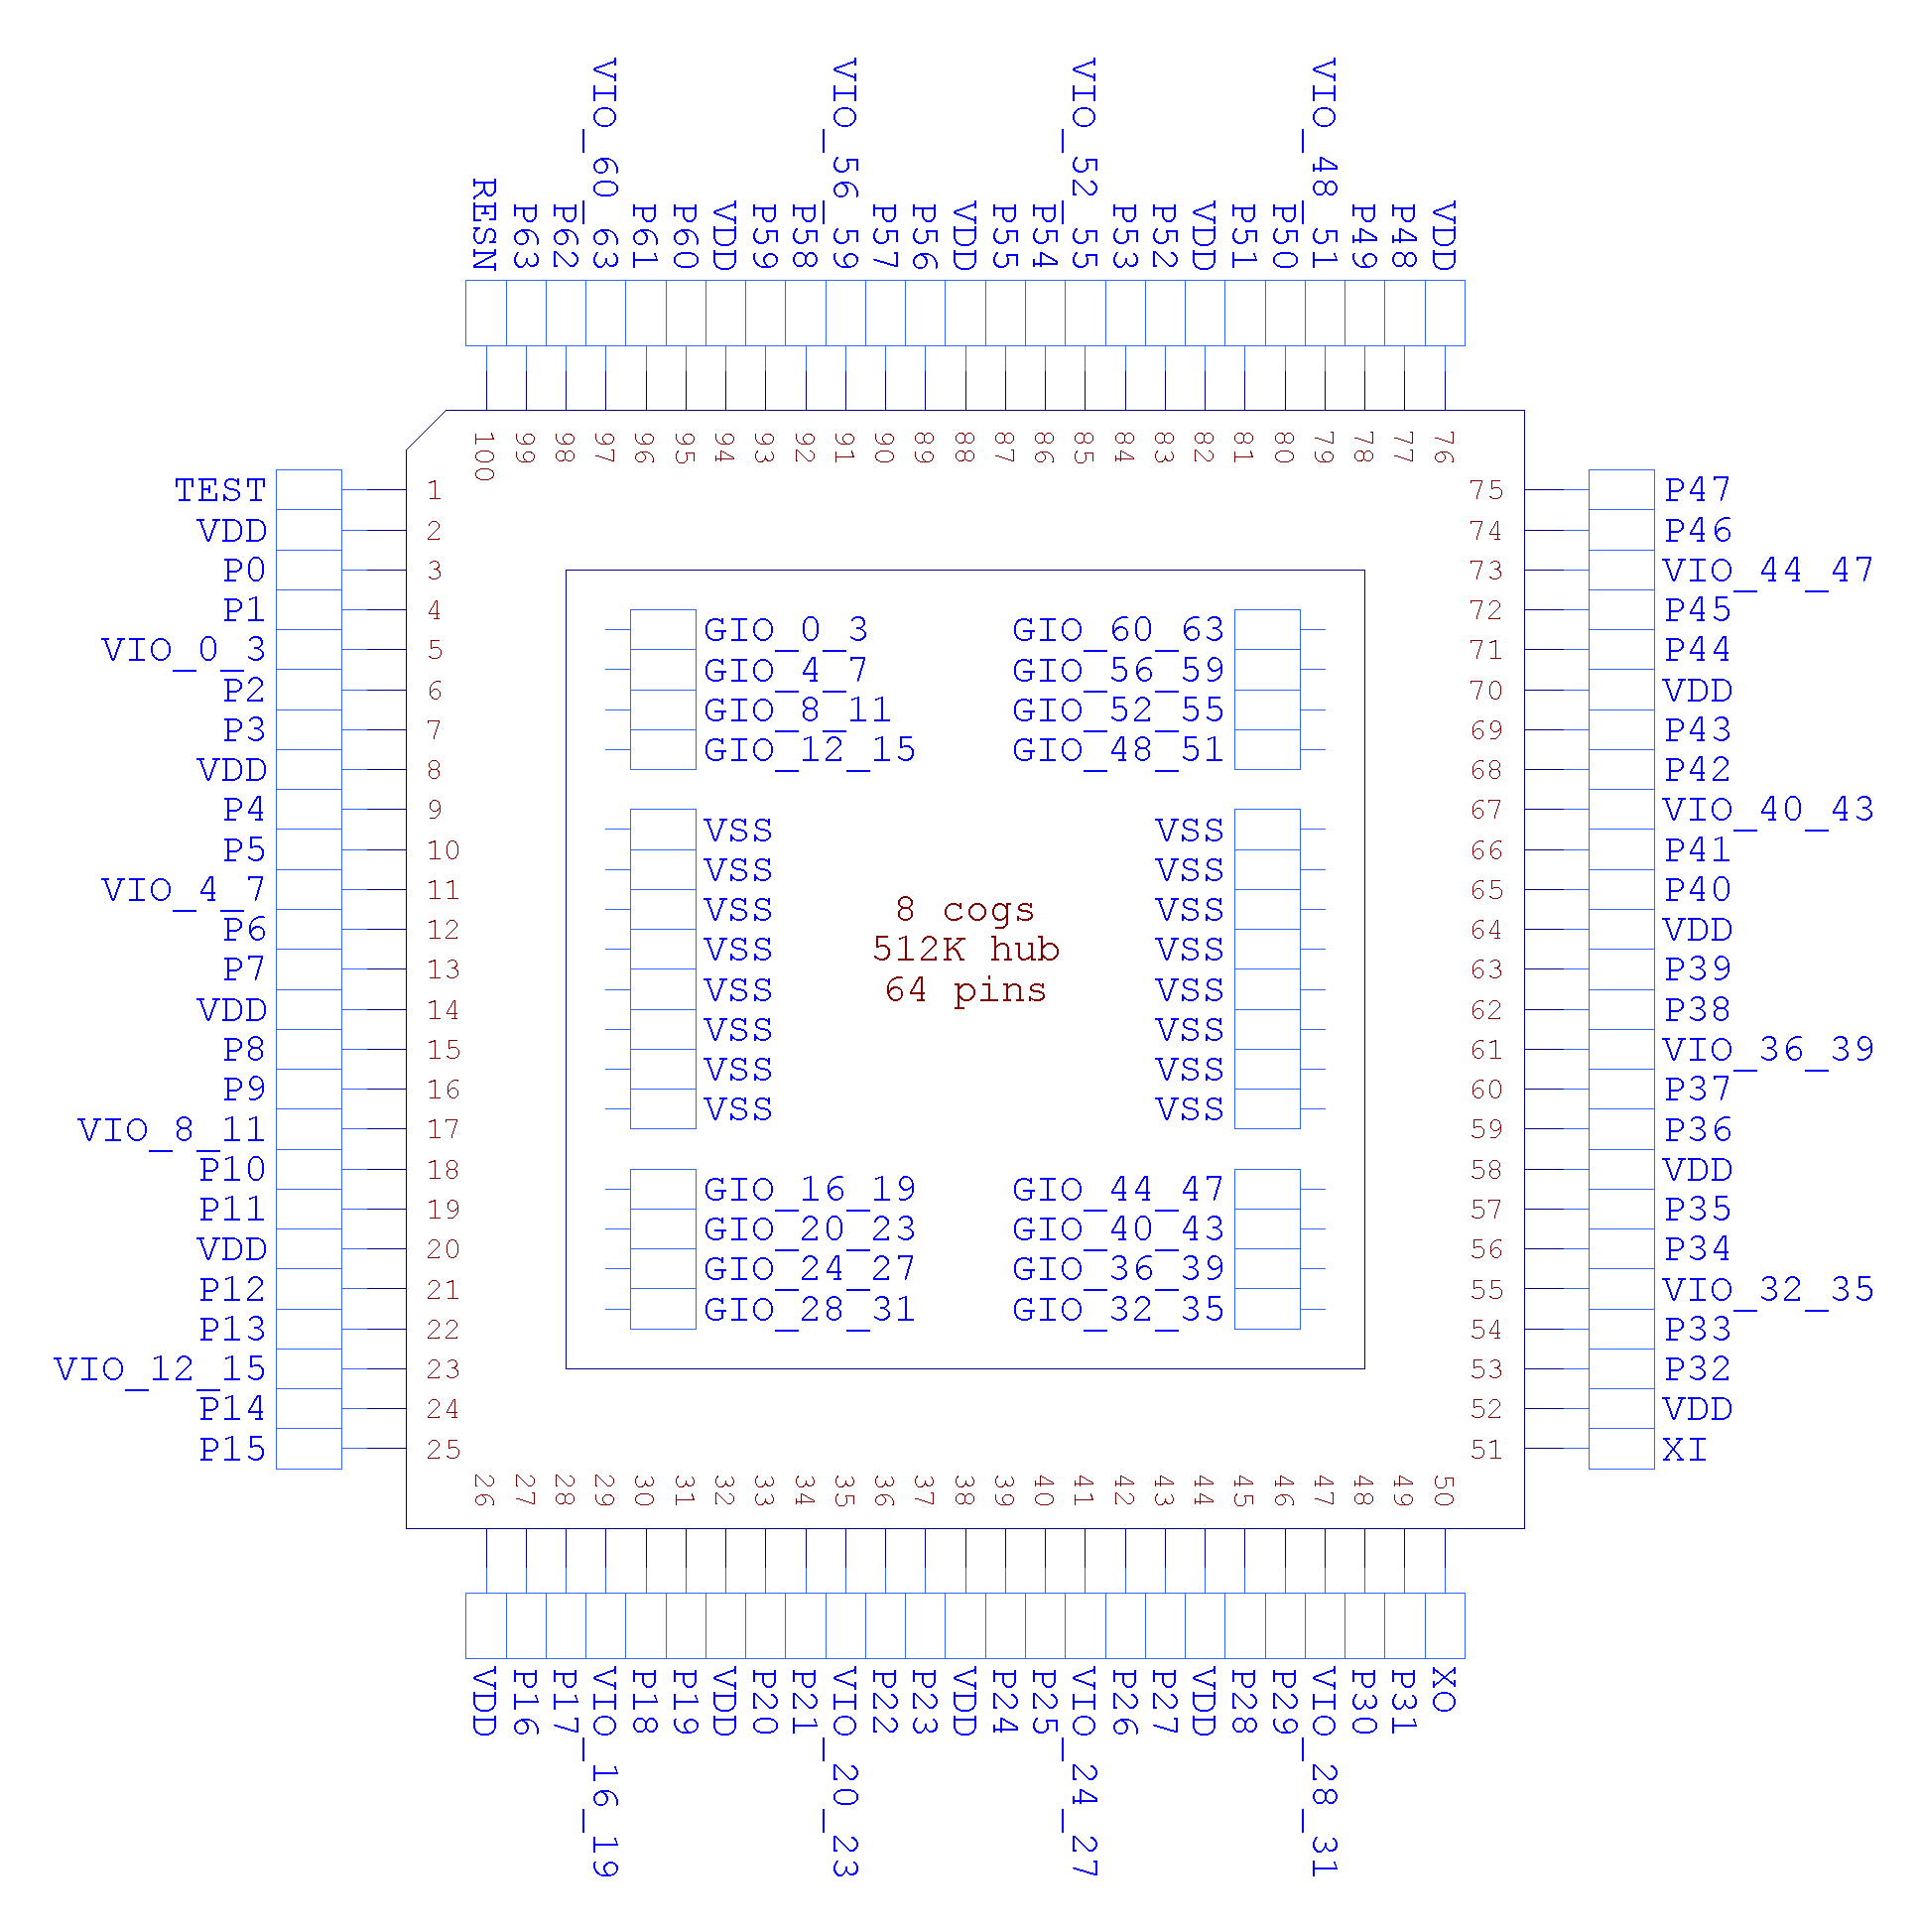 RESN
P63
P62
VIO_60_63
P61
P60
VDD
P59
P58
VIO_56_59
P57
P56
VDD
P55
P54
VIO_52_55
P53
P52
VDD
P51
P50
VIO_48_51
P49
P48
VDD
100
99
98
97
96
95
94
93
92
91
90
89
88
87
86
85
84
83
82
81
80
79
78
77
76
TEST 1
VDD 2
P0 3
P1 4
VIO_0_3 5
P2 6
P3 7
VDD 8
P4 9
P5 10
VIO_4_7 11
P6 12
P7 13
VDD 14
P8 15
P9 16
VIO_8_11 17
P10 18
P11 19
VDD 20
P12 21
P13 22
VIO_12_15 23
P14 24
P15 25
GIO_0_3
GIO_4_7
GIO_8_11
GIO_12_15
VSS
VSS
VSS
VSS
VSS
VSS
VSS
VSS
GIO_16_19
GIO_20_23
GIO_24_27
GIO_28_31
8 cogs
512K hub
64 pins
GIO_60_63
GIO_56_59
GIO_52_55
GIO_48_51
VSS
VSS
VSS
VSS
VSS
VSS
VSS
VSS
GIO_44_47
GIO_40_43
GIO_36_39
GIO_32_35
75 P47
74 P46
73 VIO_44_47
72 P45
71 P44
70 VDD
69 P43
68 P42
67 VIO_40_43
66 P41
65 P40
64 VDD
63 P39
62 P38
61 VIO_36_39
60 P37
59 P36
58 VDD
57 P35
56 P34
55 VIO_32_35
54 P33
53 P32
52 VDD
51 XI
26
27
28
29
30
31
32
33
34
35
36
37
38
39
40
41
42
43
44
45
46
47
48
49
50
VDD
P16
P17
VIO_16_19
P18
P19
VDD
P20
P21
VIO_20_23
P22
P23
VDD
P24
P25
VIO_24_27
P26
P27
VDD
P28
P29
VIO_28_31
P30
P31
XO